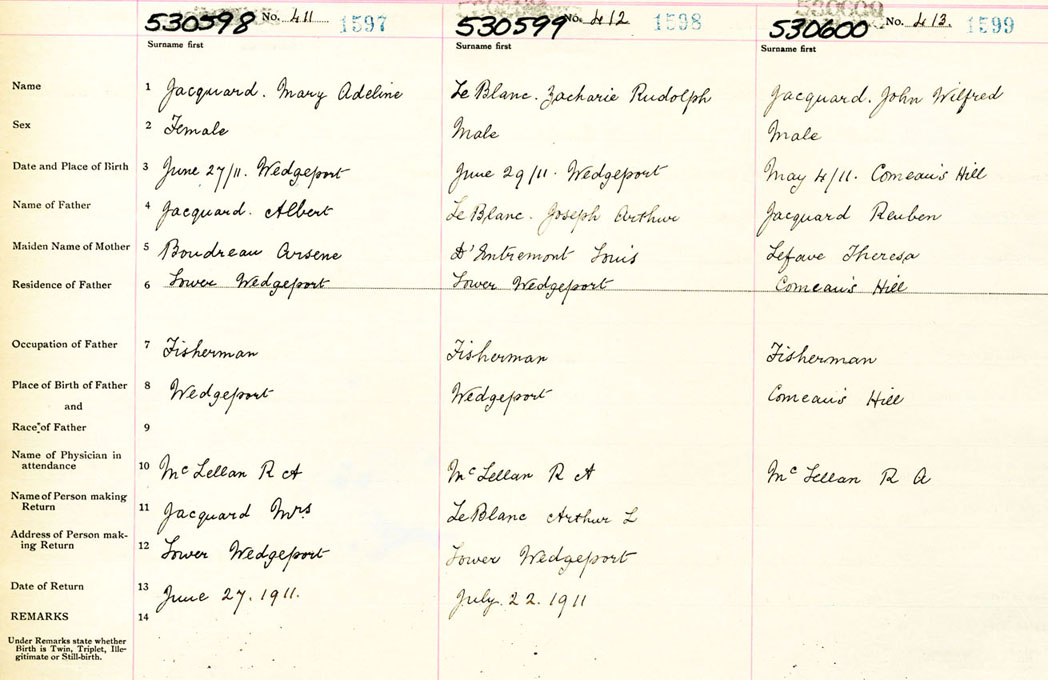 530598 No. 411 1597 530599 No. 412 1598 530600 No. 413. 1599
Surname first Surname first Surname first
Name 1 Jacquard. Mary Adeline Le Blanc. Zacharie Rudolph Jacquard. John Wilfred
Sex 2 Female Male Male
Date and Place of Birth 3 June 27/11. Wedgeport June 29/11. Wedgeport May 4/11. Comeau's Hill
Name of Father 4 Jacquard. Albert Le Blanc. Joseph Arthur Jacquard Reuben
Maiden Name of Mother 5 Boudreau Arsene D'Entremont Louis Lefave Theresa
Residence of Father 6 Lower Wedgeport Lower Wedgeport Comeau's Hill
Occupation of Father 7 Fisherman Fisherman Fisherman
Place of Birth of Father 8 Wedgeport Wedgeport Comeau's Hill
and
Race of Father 9
Name of Physician in
attendance 10 McLellan R A McLellan R A McLellan R A
Name of Person making
Return 11 Jacquard Mrs LeBlanc Arthur L
Address of Person mak-
ing Return 12 Lower Wedgeport Lower Wedgeport
Date of Return 13 June 27. 1911. July 22. 1911
REMARKS 14
Under Remarks state whether
Birth is Twin, Triplet, Ille-
gitimate or Still-birth.